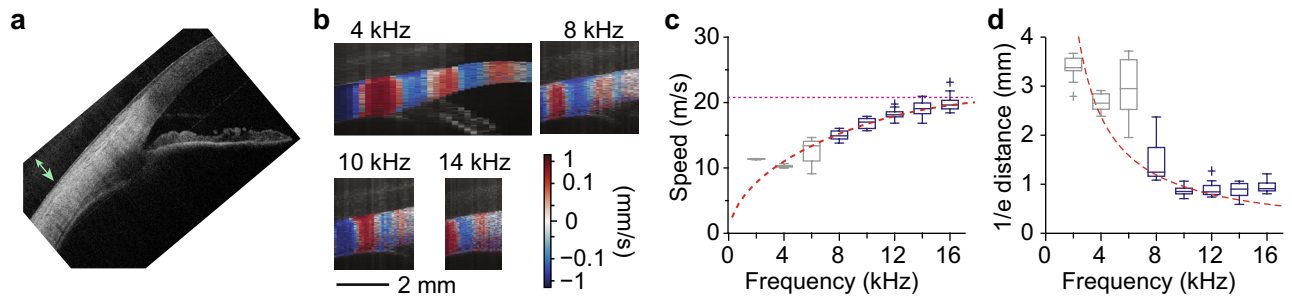 a
b
4 kHz
8 kHz
10 kHz
14 kHz
2 mm
1
0.1
0
−0.1
−1
(mm/s)
c
Speed (m/s)
30
20
10
0
0 4 8 12 16
Frequency (kHz)
d
1/e distance (mm)
4
3
2
1
0
0 4 8 12 16
Frequency (kHz)